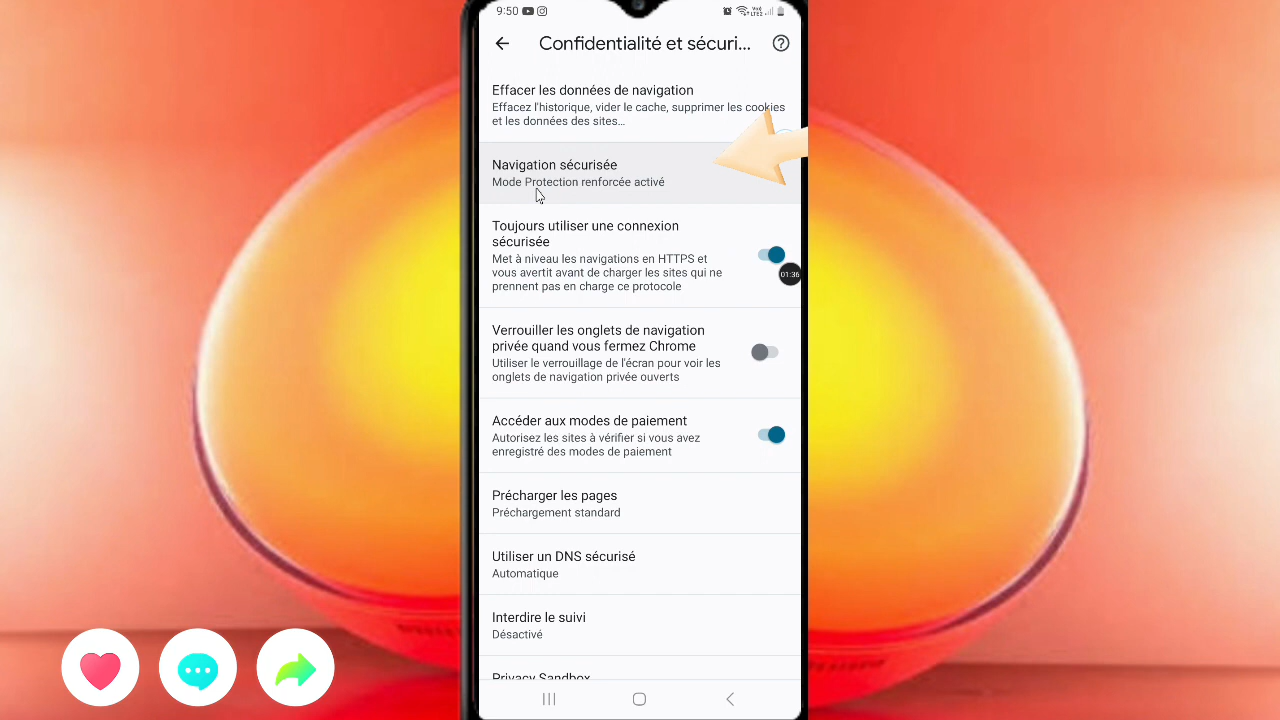 9:50
Confidentialité et sécuri...
Effacer les données de navigation
Effacez l'historique, vider le cache, supprimer les cookies
et les données des sites...
Navigation sécurisée
Mode Protection renforcée activé
Toujours utiliser une connexion
sécurisée
Met à niveau les navigations en HTTPS et
vous avertit avant de charger les sites qui ne
prennent pas en charge ce protocole
01:36
Verrouiller les onglets de navigation
privée quand vous fermez Chrome
Utiliser le verrouillage de l'écran pour voir les
onglets de navigation privée ouverts
Accéder aux modes de paiement
Autorisez les sites à vérifier si vous avez
enregistré des modes de paiement
Précharger les pages
Préchargement standard
Utiliser un DNS sécurisé
Automatique
Interdire le suivi
Désactivé
Privacy Sandbox